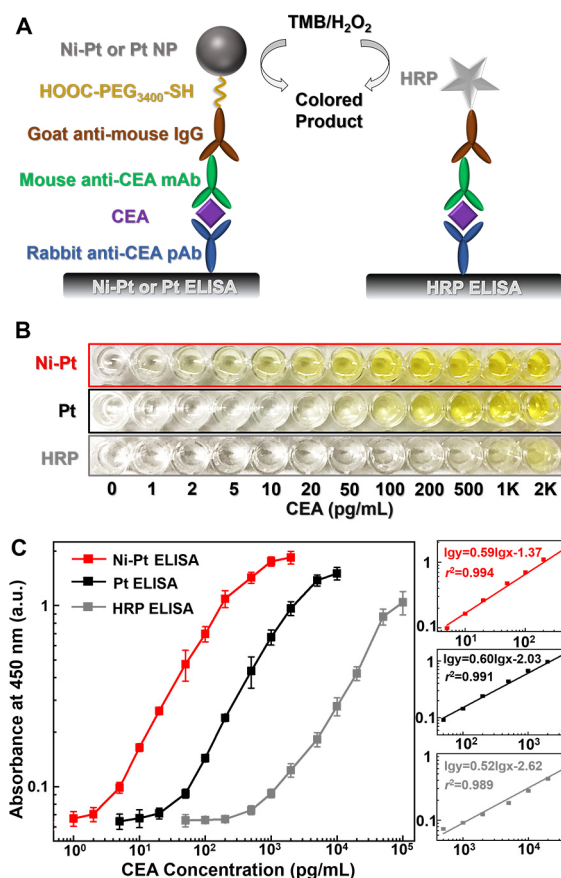 A
Ni-Pt or Pt NP
HOOC-PEG3400-SH
Goat anti-mouse IgG
Mouse anti-CEA mAb
CEA
Rabbit anti-CEA pAb
Ni-Pt or Pt ELISA
TMB/H2O2
Colored
Product
HRP
HRP ELISA
B
Ni-Pt
Pt
HRP
0 1 2 5 10 20 50 100 200 500 1K 2K
CEA (pg/mL)
C
Ni-Pt ELISA
Pt ELISA
HRP ELISA
Absorbance at 450 nm (a.u.)
1
0.1
10^0 10^1 10^2 10^3 10^4 10^5
CEA Concentration (pg/mL)
lgy=0.59lgx-1.37
r²=0.994
1
0.1
10^1 10^2
lgy=0.60lgx-2.03
r²=0.991
1
0.1
10^2 10^3
lgy=0.52lgx-2.62
r²=0.989
1
0.1
10^3 10^4